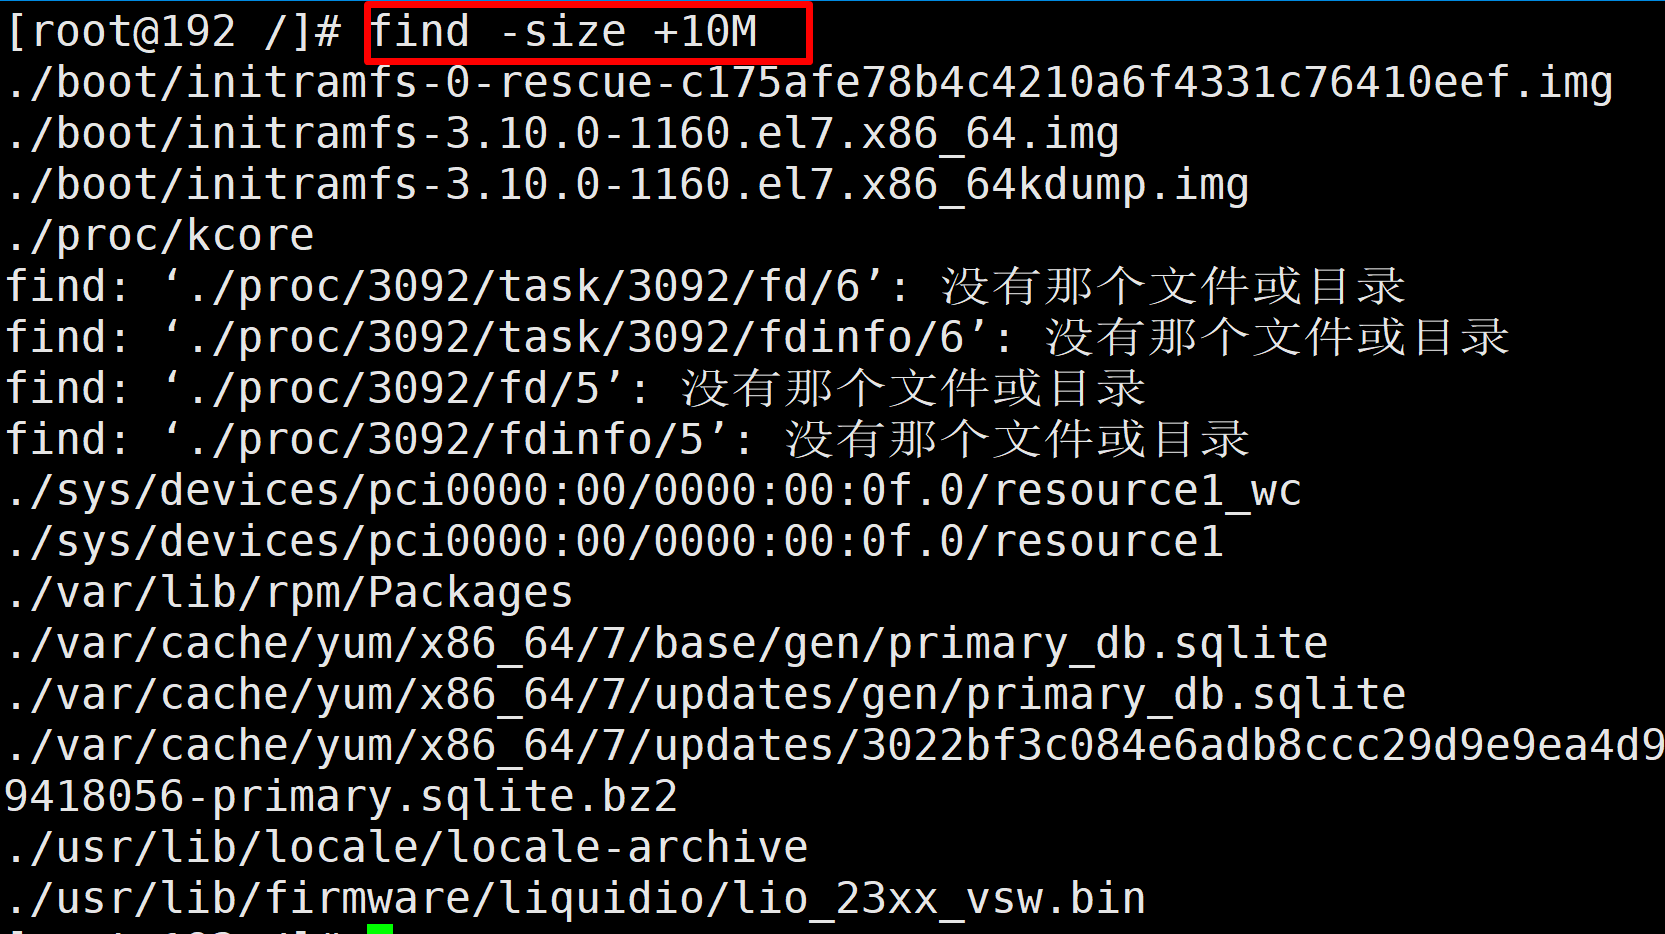 [root@192 /]# find -size +10M
./boot/initramfs-0-rescue-c175afe78b4c4210a6f4331c76410eef.img
./boot/initramfs-3.10.0-1160.el7.x86_64.img
./boot/initramfs-3.10.0-1160.el7.x86_64kdump.img
./proc/kcore
find: ‘./proc/3092/task/3092/fd/6’: 没有那个文件或目录
find: ‘./proc/3092/task/3092/fdinfo/6’: 没有那个文件或目录
find: ‘./proc/3092/fd/5’: 没有那个文件或目录
find: ‘./proc/3092/fdinfo/5’: 没有那个文件或目录
./sys/devices/pci0000:00/0000:00:0f.0/resource1_wc
./sys/devices/pci0000:00/0000:00:0f.0/resource1
./var/lib/rpm/Packages
./var/cache/yum/x86_64/7/base/gen/primary_db.sqlite
./var/cache/yum/x86_64/7/updates/gen/primary_db.sqlite
./var/cache/yum/x86_64/7/updates/3022bf3c084e6adb8ccc29d9e9ea4d9
9418056-primary.sqlite.bz2
./usr/lib/locale/locale-archive
./usr/lib/firmware/liquidio/lio_23xx_vsw.bin